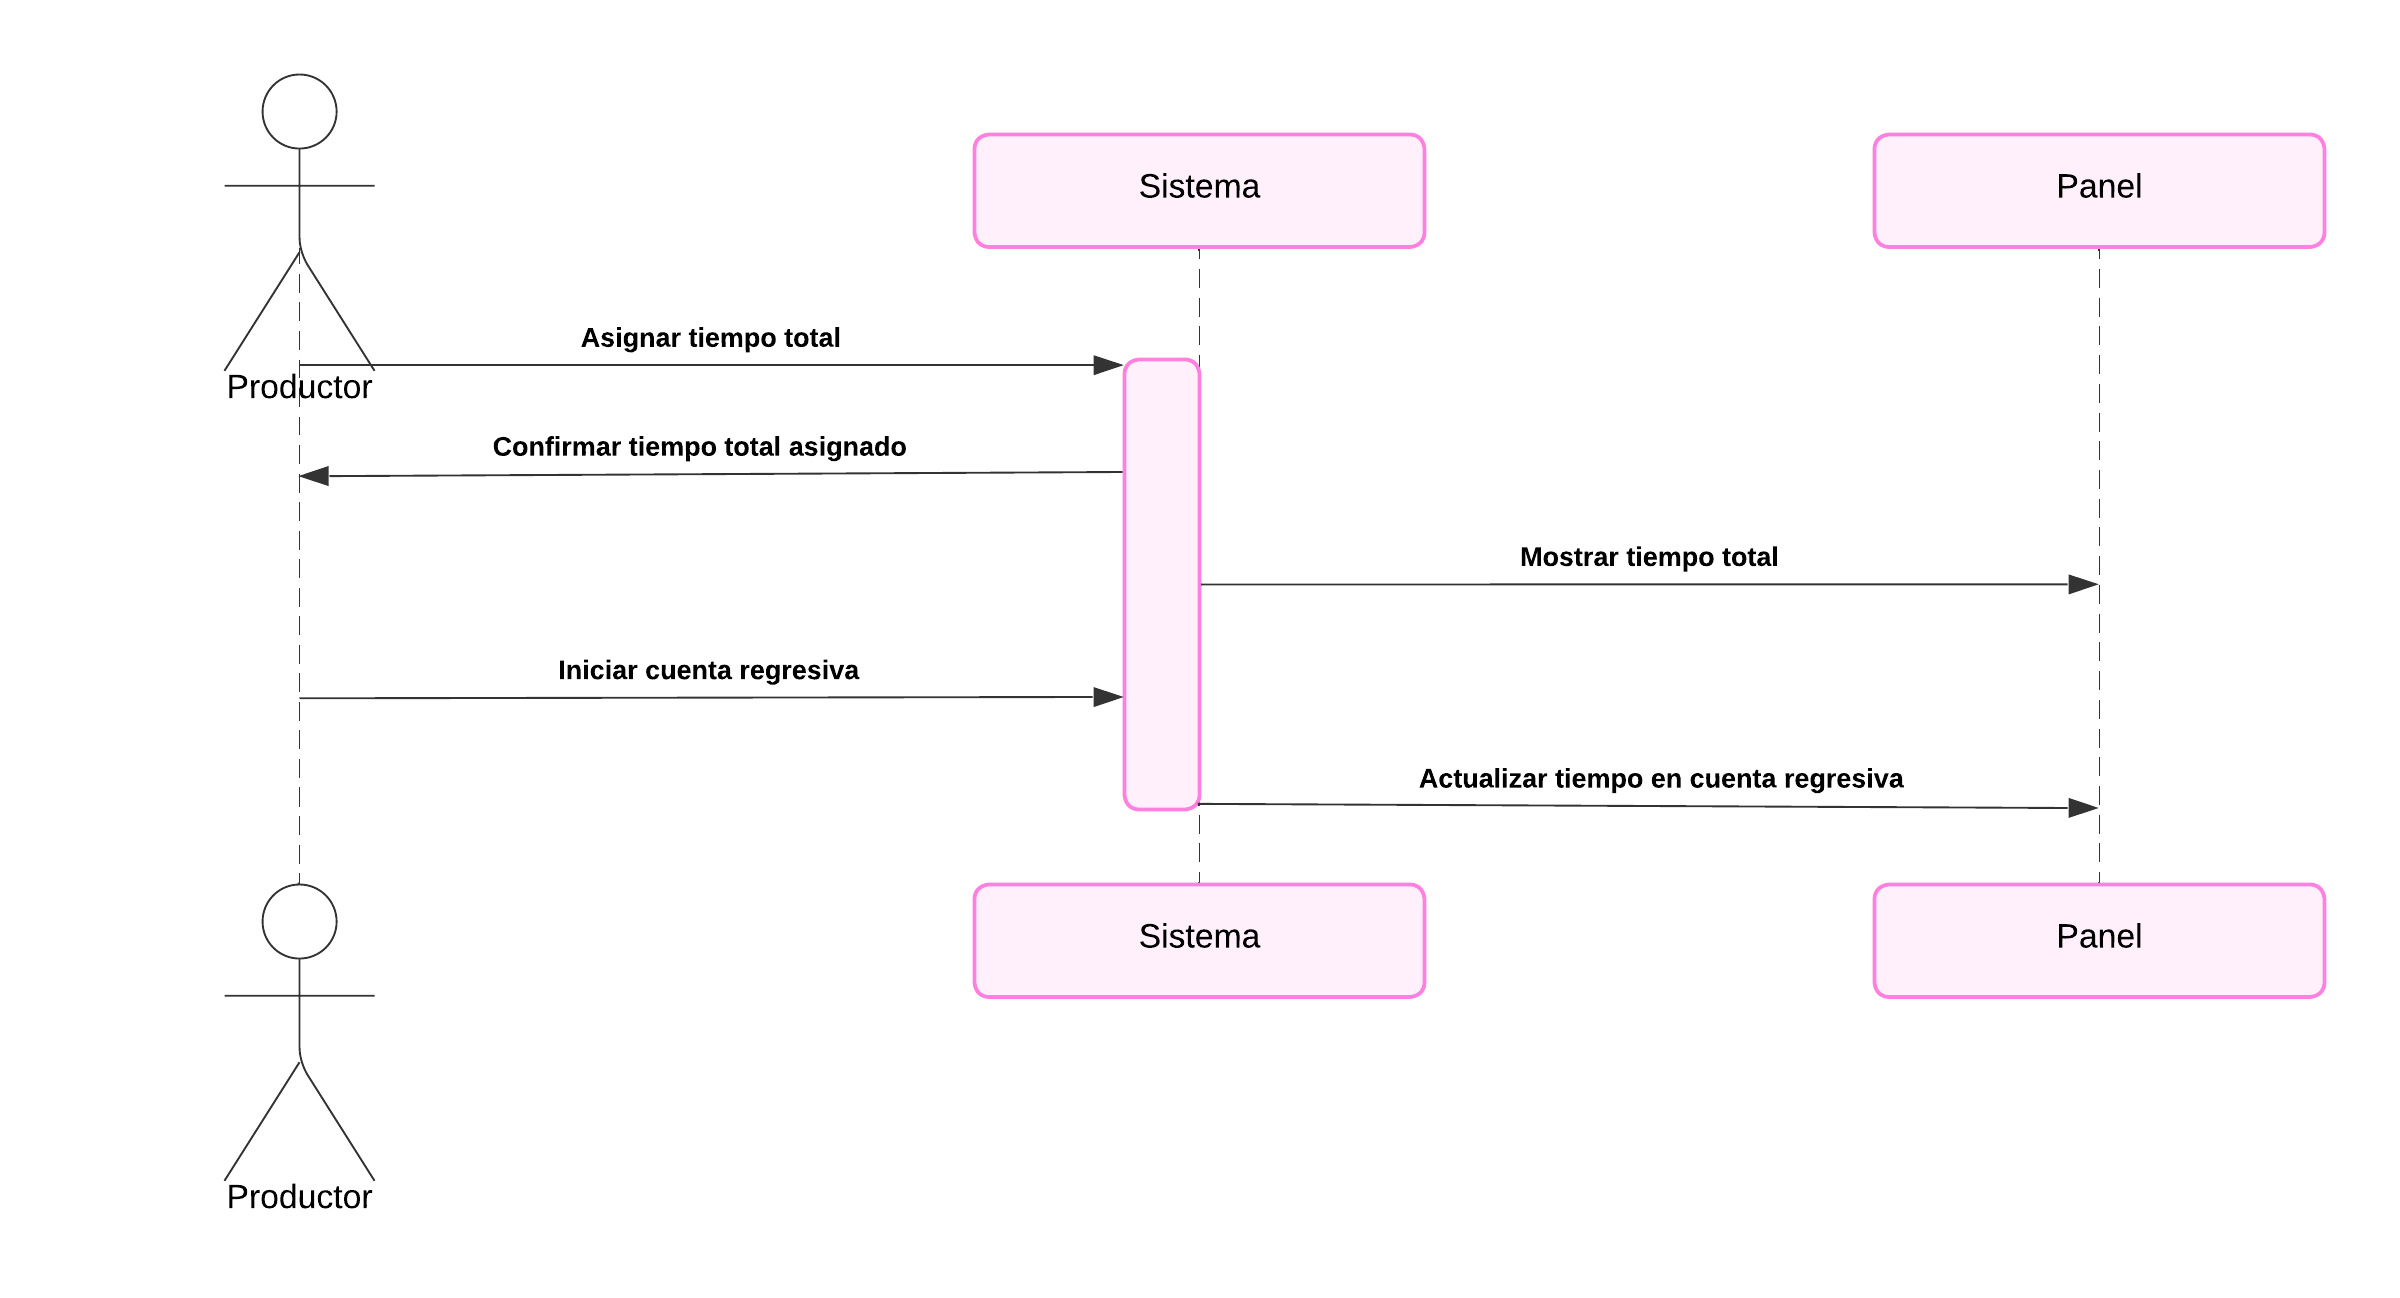 Sistema
Panel
Asignar tiempo total
Productor
Confirmar tiempo total asignado
Mostrar tiempo total
Iniciar cuenta regresiva
Actualizar tiempo en cuenta regresiva
Sistema
Panel
Productor